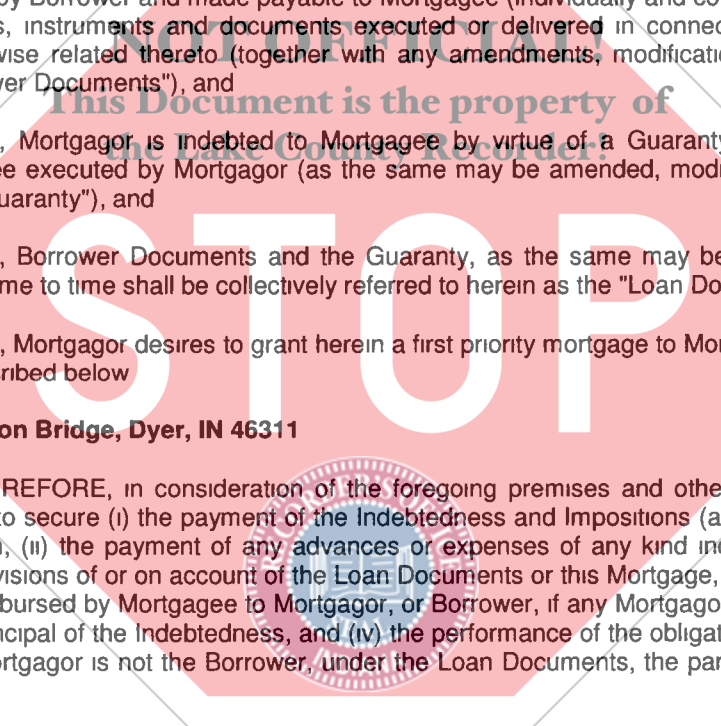 by Borrower and made payable to Mortgagee (individually and co
s, instruments and documents executed or delivered in connec
NOT OFFICIAL!
vise related thereto (together with any amendments, modificati
ver Documents"), and
This Document is the property of
, Mortgagor is indebted to Mortgagee by virtue of a Guaranty
the Lake County Recorder!
ee executed by Mortgagor (as the same may be amended, modi
uaranty"), and
STOP
, Borrower Documents and the Guaranty, as the same may be
me to time shall be collectively referred to herein as the "Loan Do
, Mortgagor desires to grant herein a first priority mortgage to Mor
ribed below
on Bridge, Dyer, IN 46311
REFORE, in consideration of the foregoing premises and othe
to secure (i) the payment of the Indebtedness and Impositions (a
), (ii) the payment of any advances or expenses of any kind in
visions of or on account of the Loan Documents or this Mortgage,
bursed by Mortgagee to Mortgagor, or Borrower, if any Mortgago
ncipal of the Indebtedness, and (iv) the performance of the obligat
ortgagor is not the Borrower, under the Loan Documents, the par
RECORDER'S OFFICE
SEAL